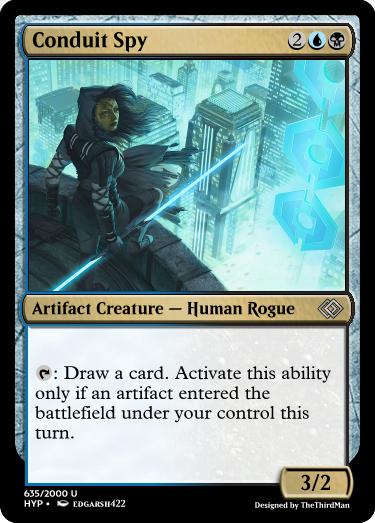 Conduit Spy 2
Artifact Creature — Human Rogue
: Draw a card. Activate this ability
only if an artifact entered the
battlefield under your control this
turn.
3/2
635/2000 U
HYP • EDGARSH422
Designed by TheThirdMan